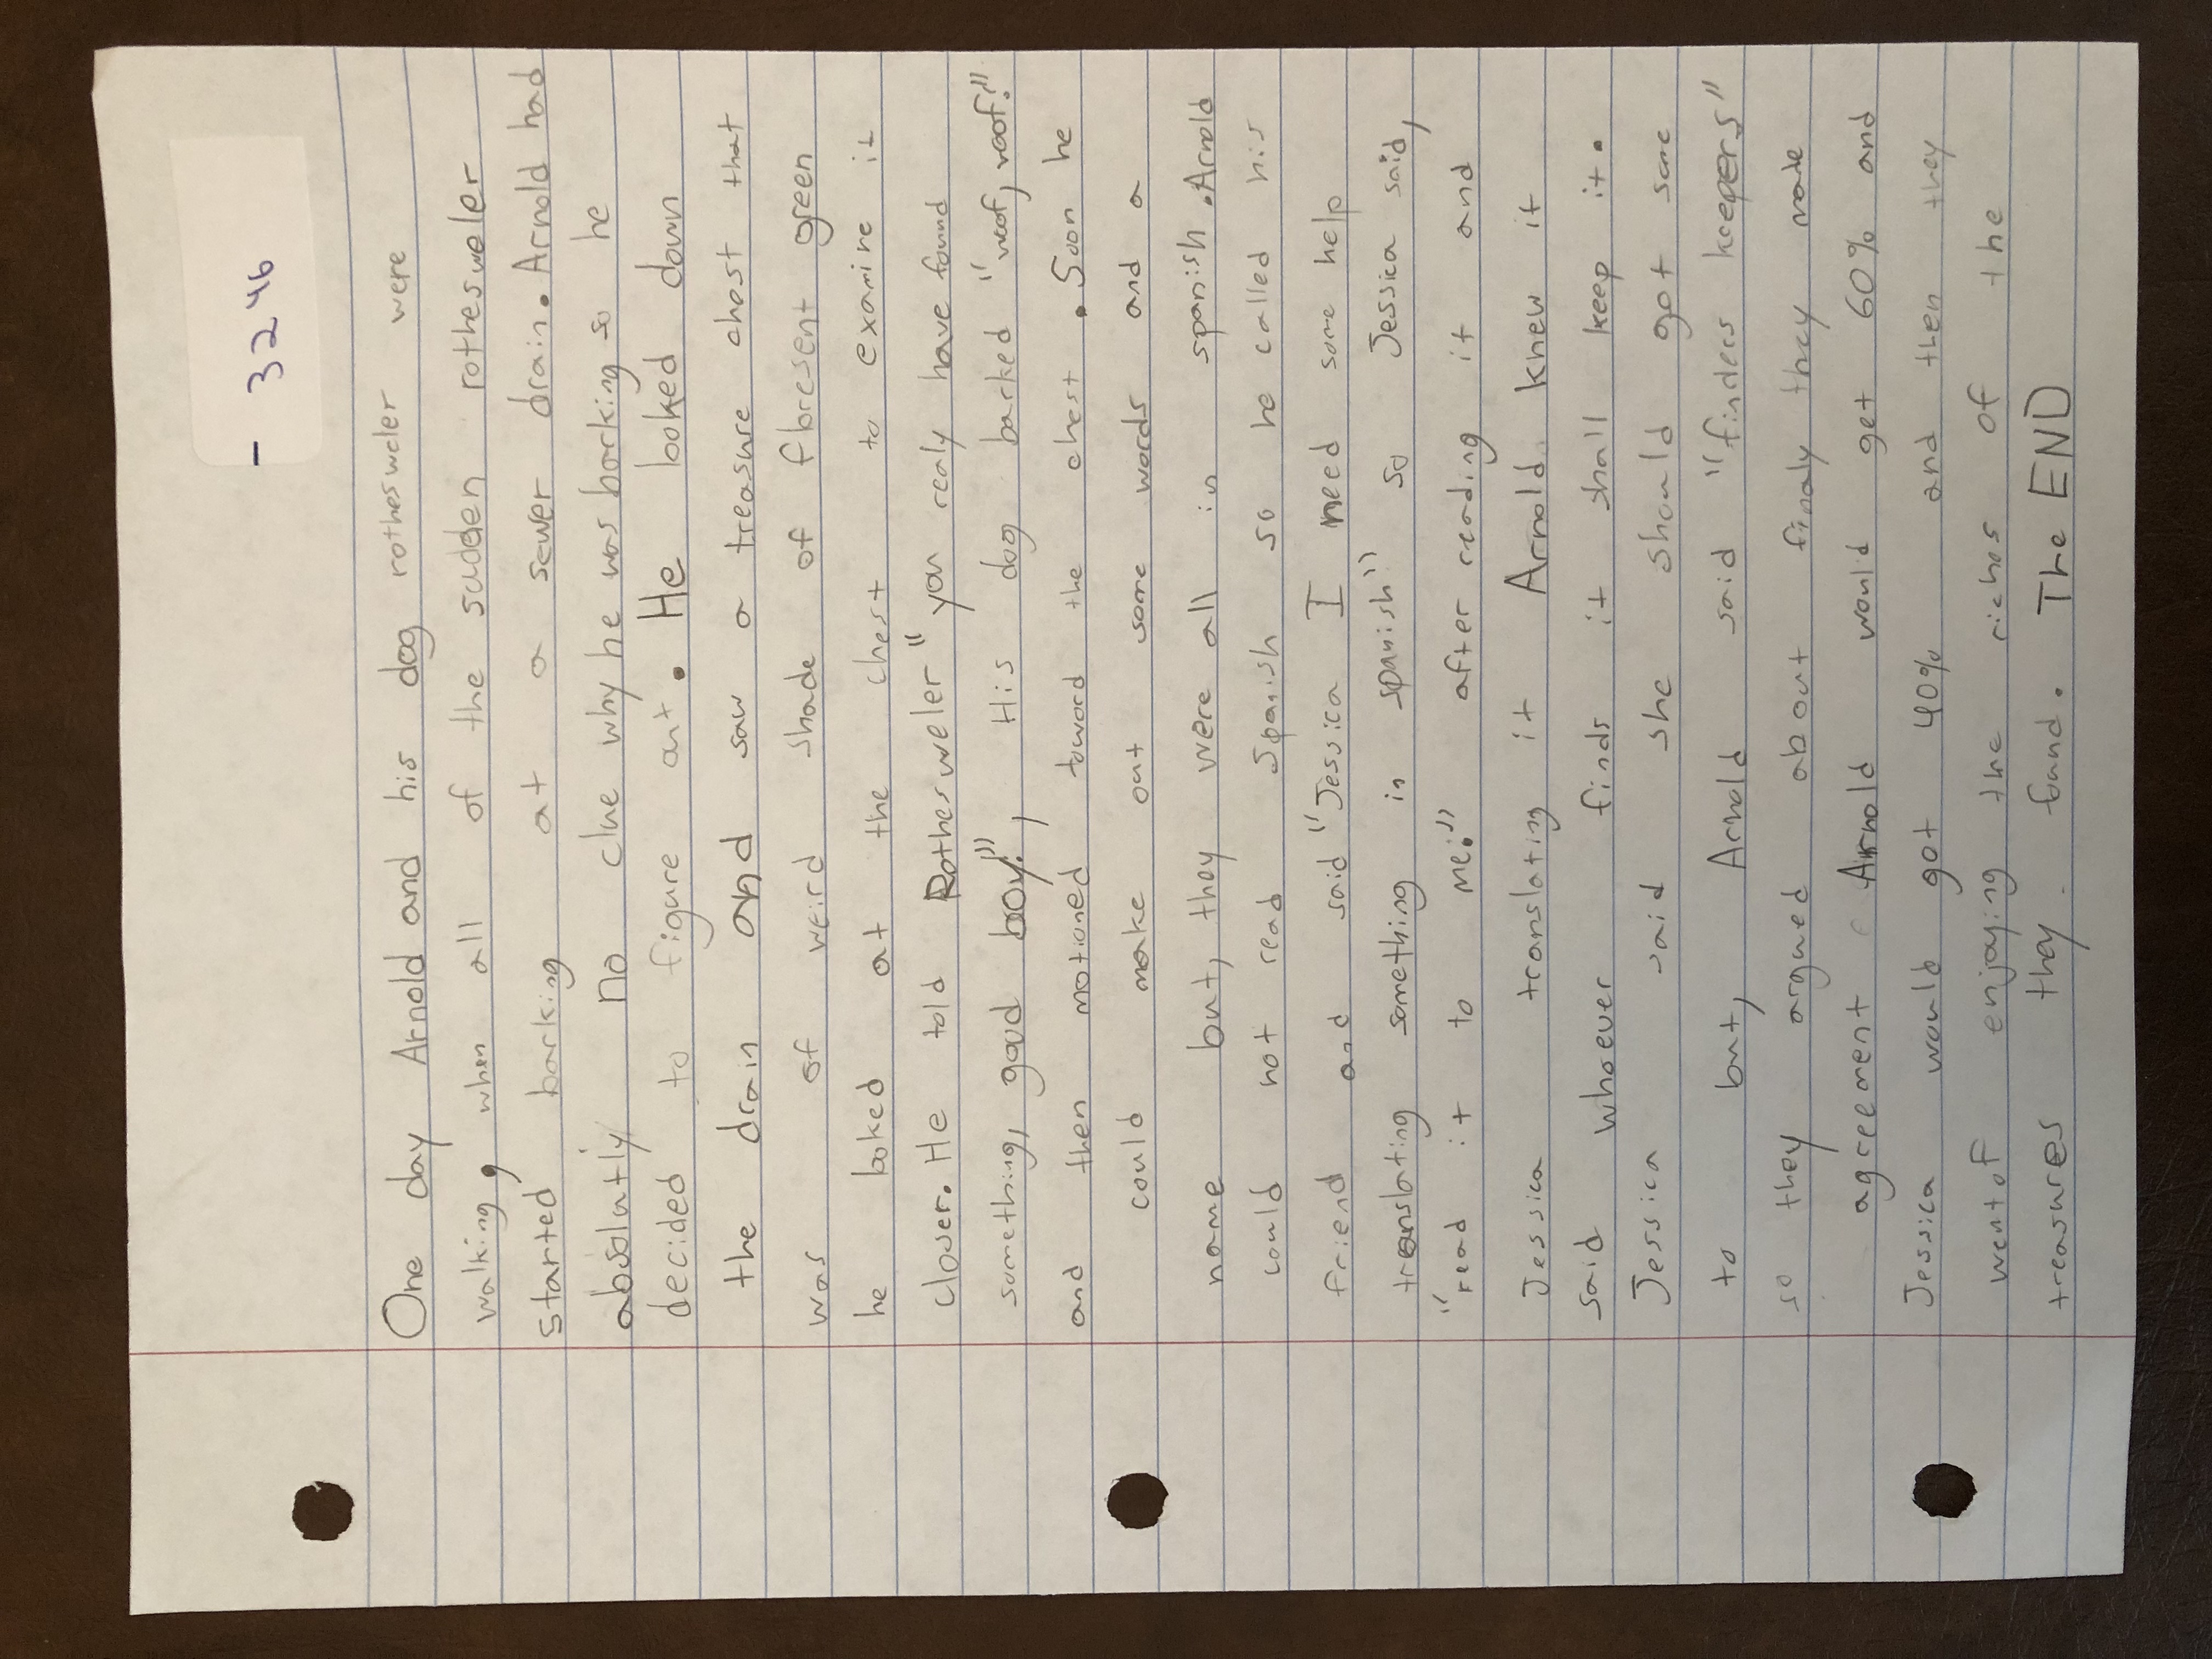 - 3246
One day Arnold and his dog rothesweler were
walking, when all of the sudden rothesweler
started barking at a sewer drain. Arnold had
absolutly no clue why he was barking so he
decided to figure out. He looked down
the drain and saw a treasure chest that
was of weird shade of floresent green
he looked at the chest to examine it
closer. He told Rothesweler "you realy have found
something, good boy!", His dog barked "woof, woof!"
and then motioned toward the chest. Soon he
could make out some words and a
name but, they were all in spanish. Arnold
could not read Spanish so he called his
friend and said "Jessica I need some help
translating something in spanish" so Jessica said,
"read it to me." after reading it and
Jessica translating it Arnold knew it
said whoever finds it shall keep it.
Jessica said she should got some
to but, Arnold said "finders keepers"
so they argued about finaly they made
agreement Arnold would get 60% and
Jessica would got 40% and then they
went of enjoying the riches of the
treasures they found. The END